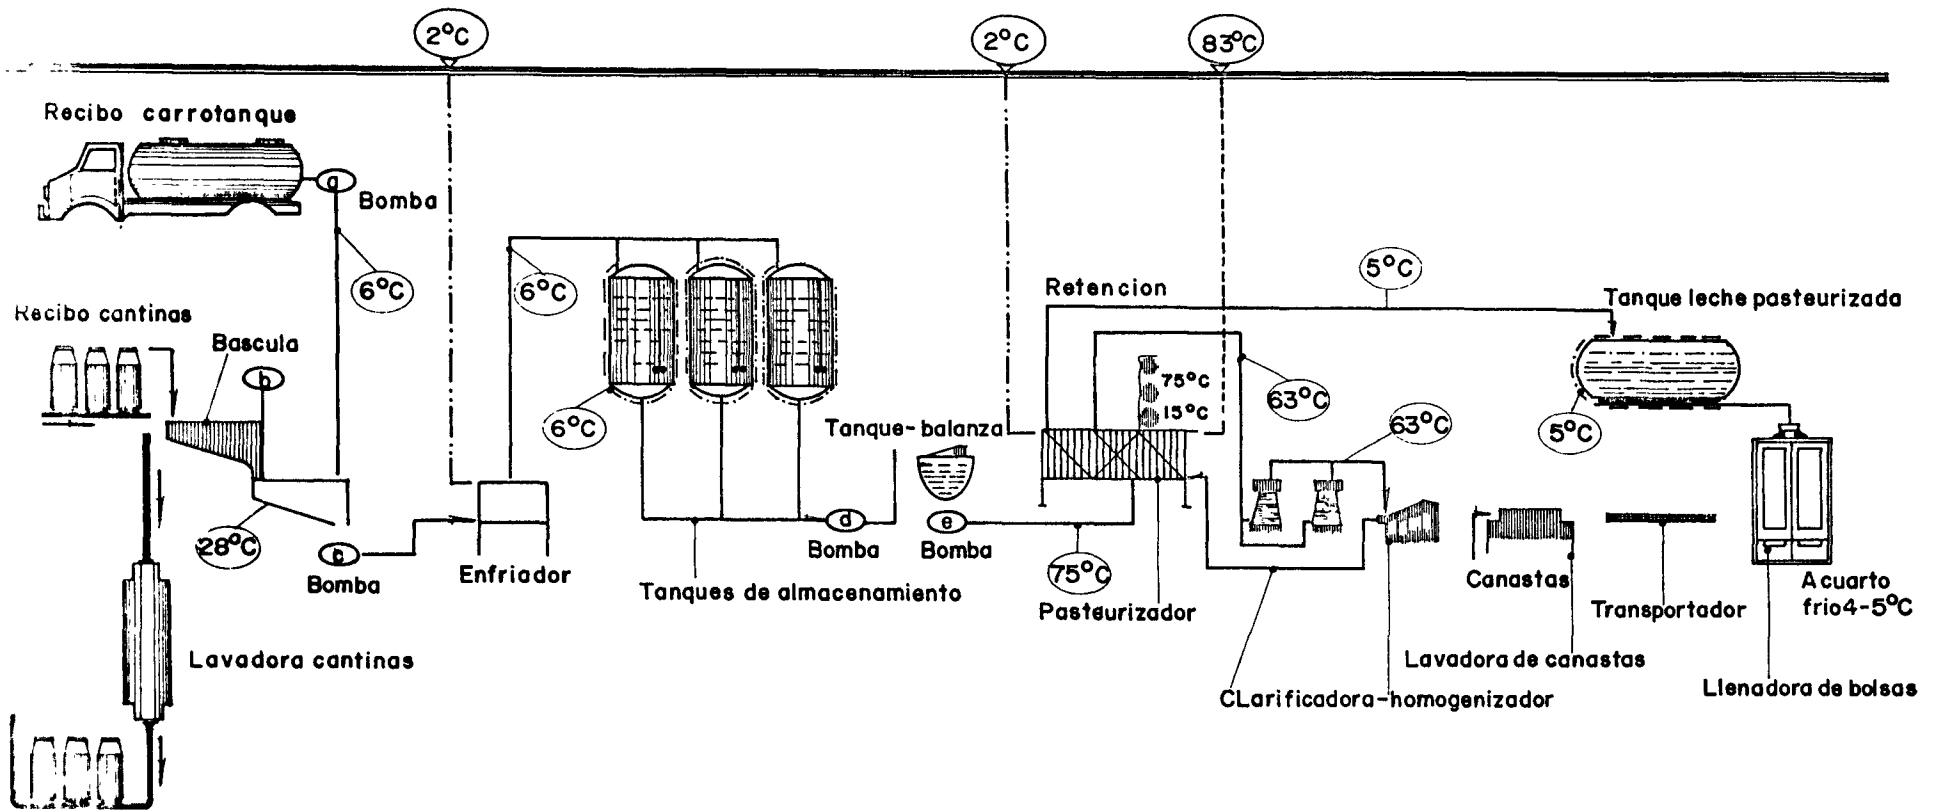 2°C
2°C
83°C
Recibo carrotanque
a
Bomba
6°C
6°C
5°C
Retencion
Tanque leche pasteurizada
Recibo cantinas
Bascula
b
75°C
15°C
63°C
63°C
6°C
5°C
Tanque-balanza
28°C
c
Bomba
Enfriador
d
Bomba
e
Bomba
75°C
Tanques de almacenamiento
Pasteurizador
Canastas
Transportador
A cuarto
frio 4-5°C
Lavadora cantinas
Lavadora de canastas
CLarificadora-homogenizador
Llenadora de bolsas